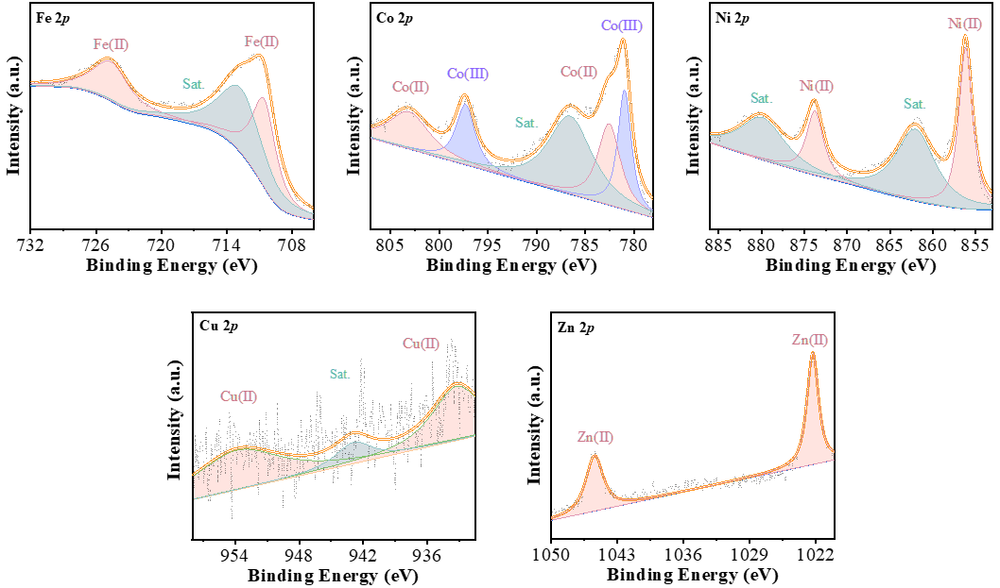 Fe 2p
Fe(II)
Fe(II)
Sat.
Intensity (a.u.)
732 726 720 714 708
Binding Energy (eV)
Co 2p
Co(III)
Co(II)
Co(III)
Co(II)
Sat.
Intensity (a.u.)
805 800 795 790 785 780
Binding Energy (eV)
Ni 2p
Ni(II)
Sat.
Ni(II)
Sat.
Intensity (a.u.)
885 880 875 870 865 860 855
Binding Energy (eV)
Cu 2p
Cu(II)
Sat.
Cu(II)
Intensity (a.u.)
954 948 942 936
Binding Energy (eV)
Zn 2p
Zn(II)
Zn(II)
Intensity (a.u.)
1050 1043 1036 1029 1022
Binding Energy (eV)